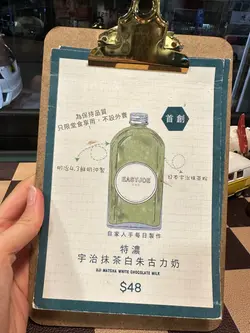 為保持品質
只限堂食享用,不設外賣
首創
EASYJOE
自家人手每日製作
特濃
宇治抹茶白朱古力奶
UJI MATCHA WHITE CHOCOLATE MILK
$48